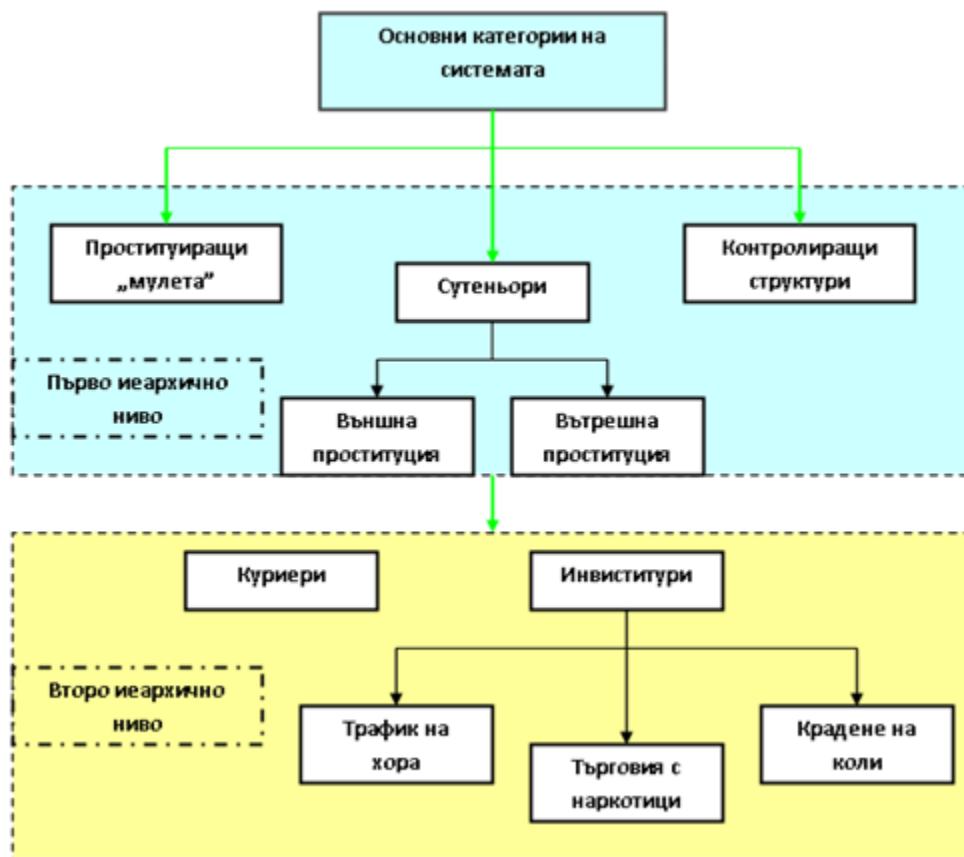 Основни категории на
системата
Проституиращи
„мулета”
Сутеньори
Контролиращи
структури
Първо иеархично
ниво
Външна
проституция
Вътрешна
проституция
Куриери
Инвиститури
Второ иеархично
ниво
Трафик на
хора
Търговия с
наркотици
Крадене на
коли